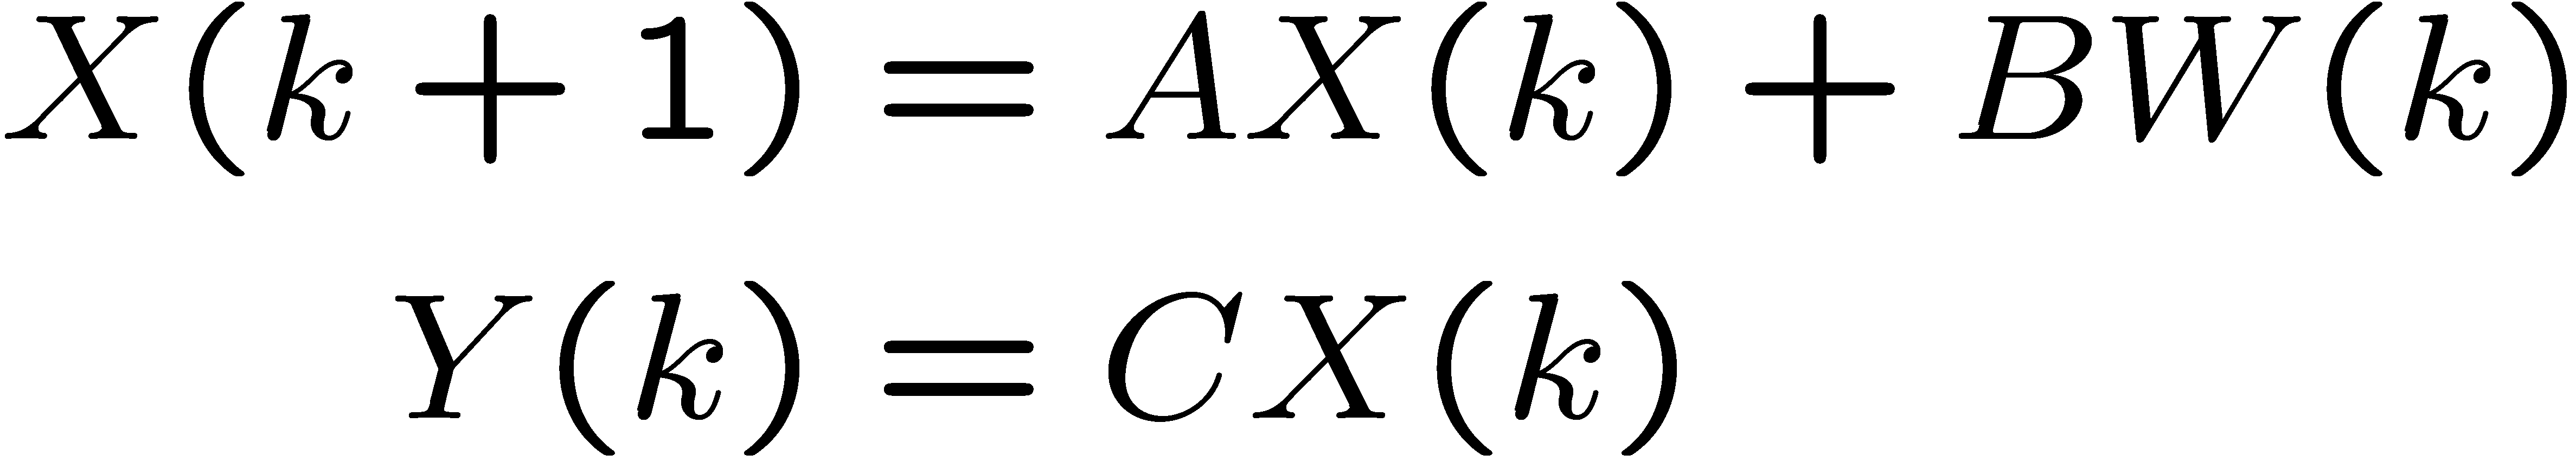 X(k + 1) = AX(k) + BW(k)
Y(k) = CX(k)